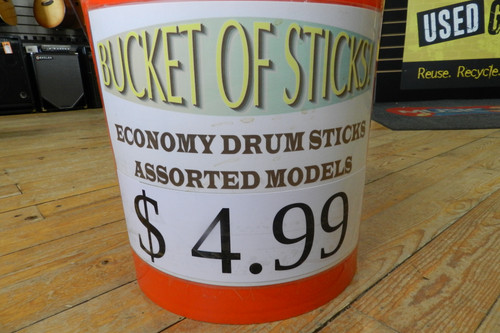 BUCKET OF STICKS!
ECONOMY DRUM STICKS
ASSORTED MODELS
$ 4.99
USED
Reuse. Recycle.